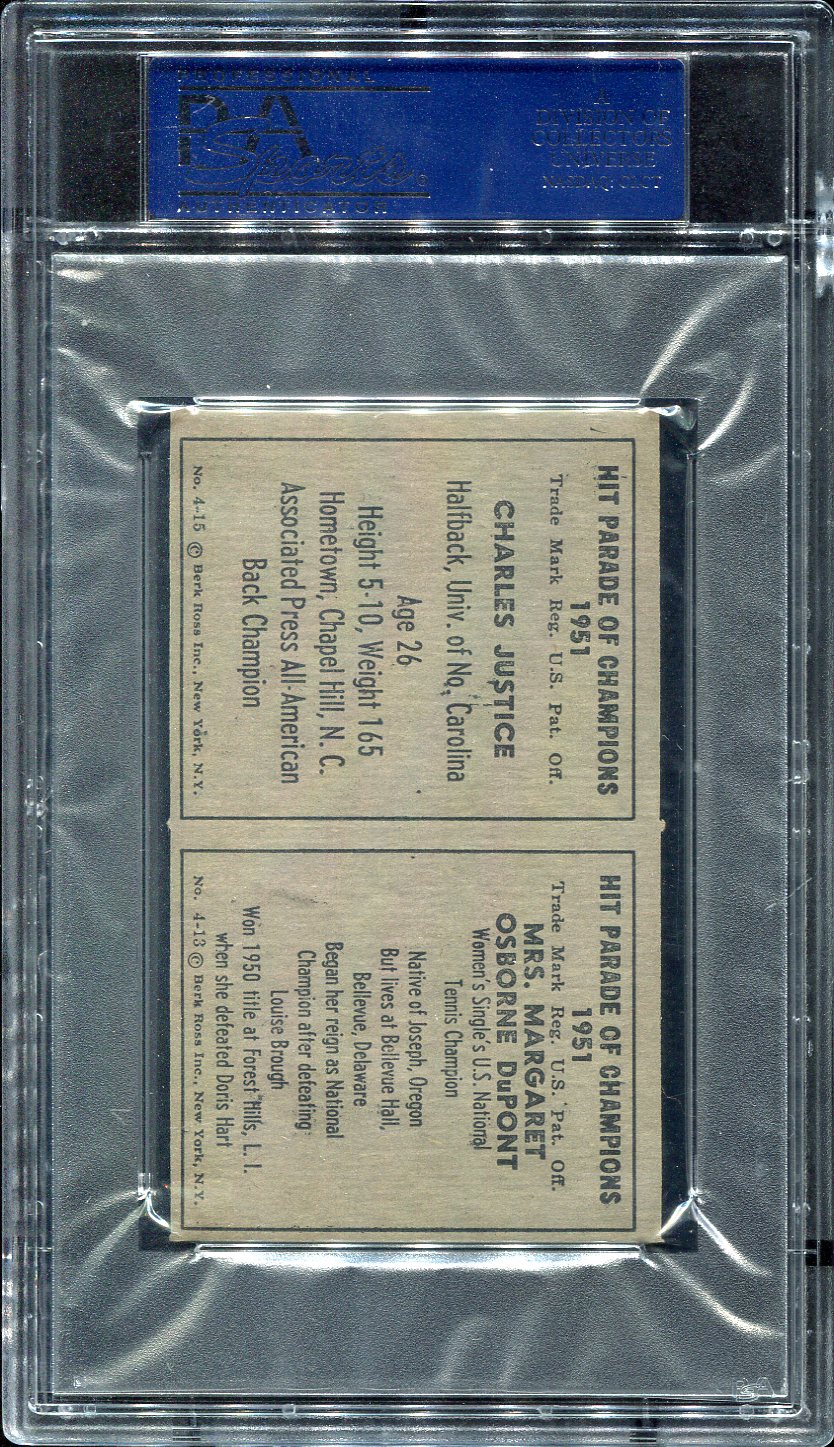 PROFESSIONAL
PSA
Sports
AUTHENTICATOR
A
DIVISION OF
COLLECTORS
UNIVERSE
NASDAQ: CLCT
HIT PARADE OF CHAMPIONS
1951
Trade Mark Reg. U.S. Pat. Off.
CHARLES JUSTICE
Halfback, Univ. of No. Carolina
Age 26
Height 5-10, Weight 165
Hometown, Chapel Hill, N. C.
Associated Press All-American
Back Champion
No. 4-15 © Berk Ross Inc., New York, N.Y.
HIT PARADE OF CHAMPIONS
1951
Trade Mark Reg. U.S. Pat. Off.
MRS. MARGARET
OSBORNE DuPONT
Women's Single's U.S. National
Tennis Champion
Native of Joseph, Oregon
But lives at Bellevue Hall,
Bellevue, Delaware
Began her reign as National
Champion after defeating
Louise Brough
Won 1950 title at Forest Hills, L. I.
when she defeated Doris Hart
No. 4-13 © Berk Ross Inc., New York, N.Y.
PSA